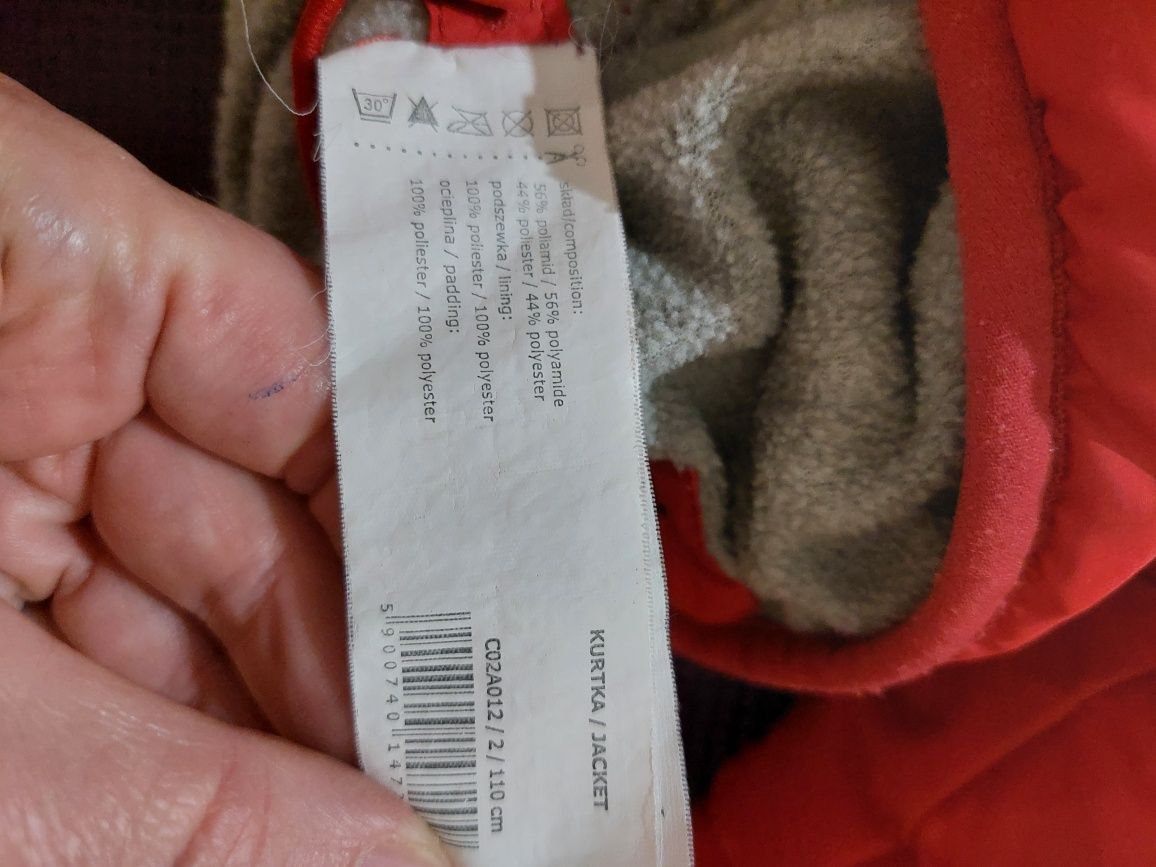 30°
A
skład/composition:
56% poliamid / 56% polyamide
44% poliester / 44% polyester
podszewka / lining:
100% poliester / 100% polyester
ocieplina / padding:
100% poliester / 100% polyester
KURTKA / JACKET
C02A012 / 2 / 110 cm
5 900740 147